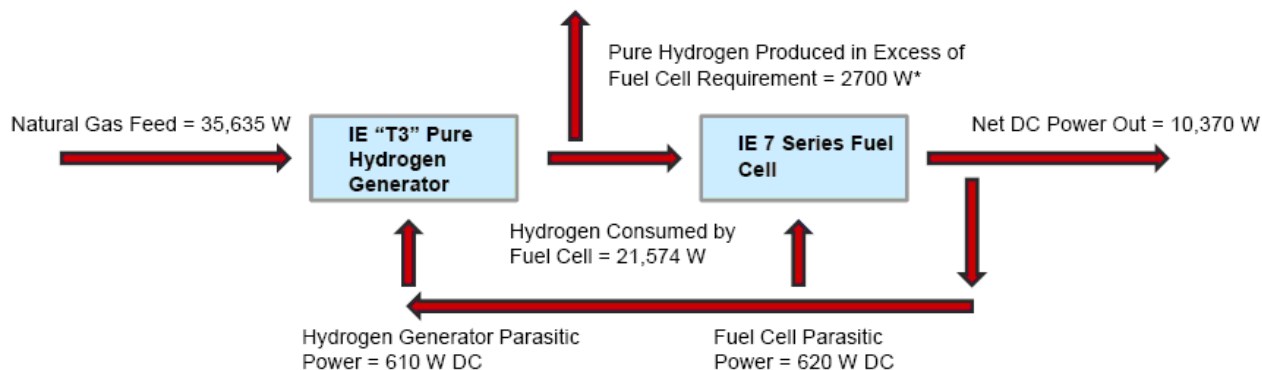 Pure Hydrogen Produced in Excess of
Fuel Cell Requirement = 2700 W*
Natural Gas Feed = 35,635 W
IE “T3” Pure
Hydrogen
Generator
IE 7 Series Fuel
Cell
Net DC Power Out = 10,370 W
Hydrogen Consumed by
Fuel Cell = 21,574 W
Hydrogen Generator Parasitic
Power = 610 W DC
Fuel Cell Parasitic
Power = 620 W DC